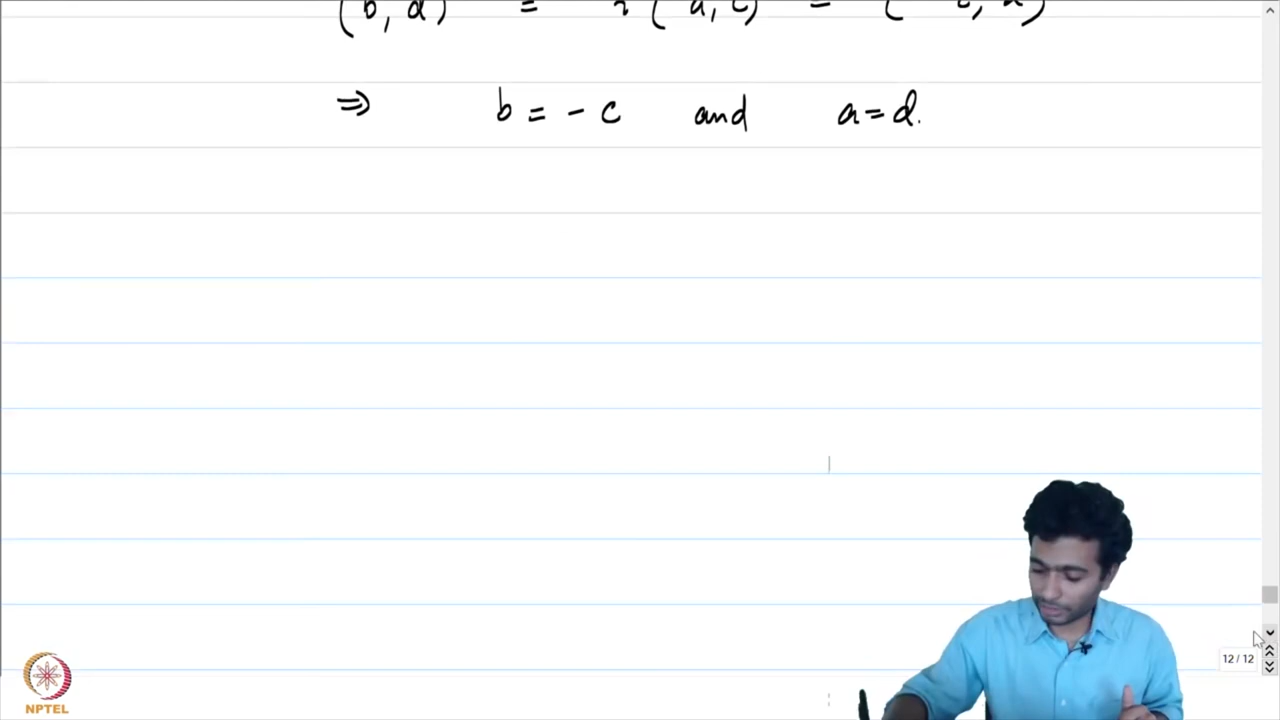 (b, d) = i (a, c) = (-c, a)
⇒ b = - c and a = d.
12 / 12
NPTEL